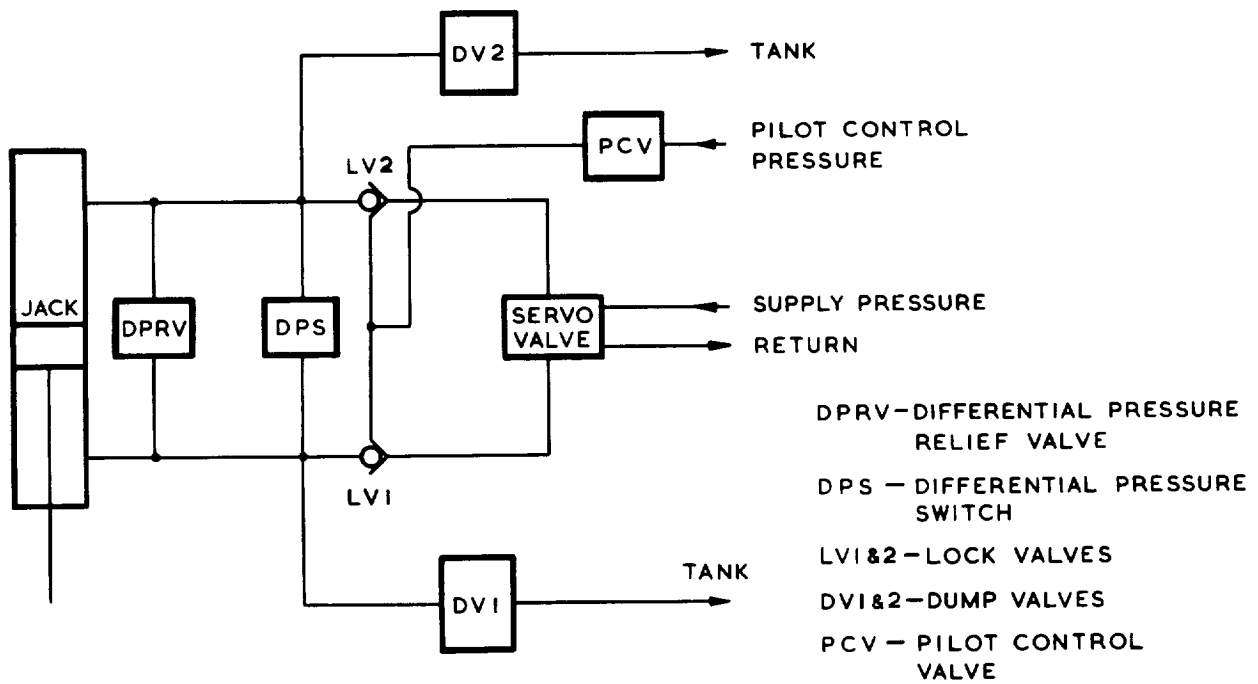 DV2
TANK
PCV
PILOT CONTROL
PRESSURE
LV2
JACK
DPRV
DPS
SERVO
VALVE
SUPPLY PRESSURE
RETURN
LV1
DV1
TANK
DPRV-DIFFERENTIAL PRESSURE
RELIEF VALVE
DPS - DIFFERENTIAL PRESSURE
SWITCH
LV1&2-LOCK VALVES
DV1&2-DUMP VALVES
PCV - PILOT CONTROL
VALVE